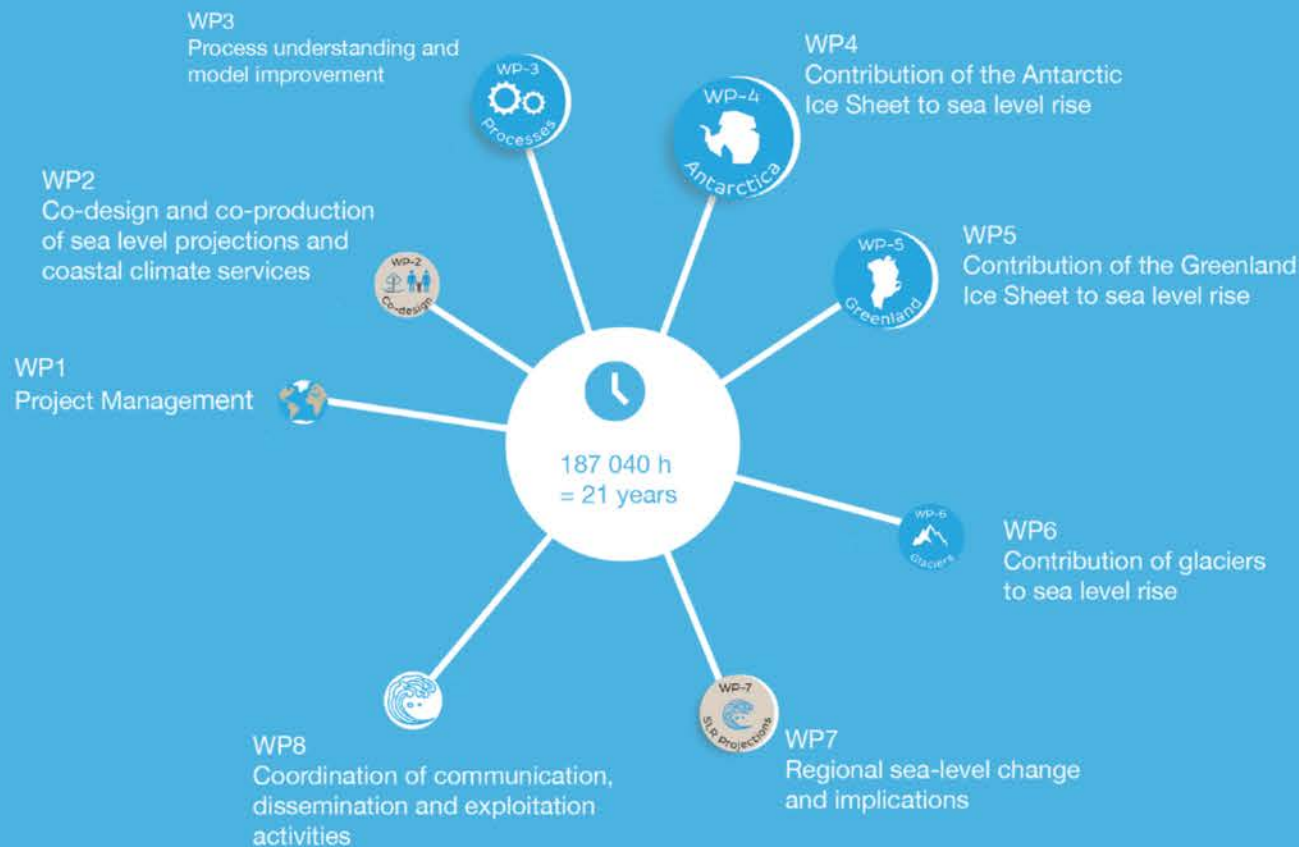 WP3
Process understanding and
model improvement
WP-3
Processes
WP4
Contribution of the Antarctic
Ice Sheet to sea level rise
WP-4
Antarctica
WP2
Co-design and co-production
of sea level projections and
coastal climate services
WP-2
Co-design
WP5
Contribution of the Greenland
Ice Sheet to sea level rise
WP-5
Greenland
WP1
Project Management
187 040 h
= 21 years
WP6
Contribution of glaciers
to sea level rise
WP-6
Glaciers
WP8
Coordination of communication,
dissemination and exploitation
activities
WP-7
SLR Projections
WP7
Regional sea-level change
and implications